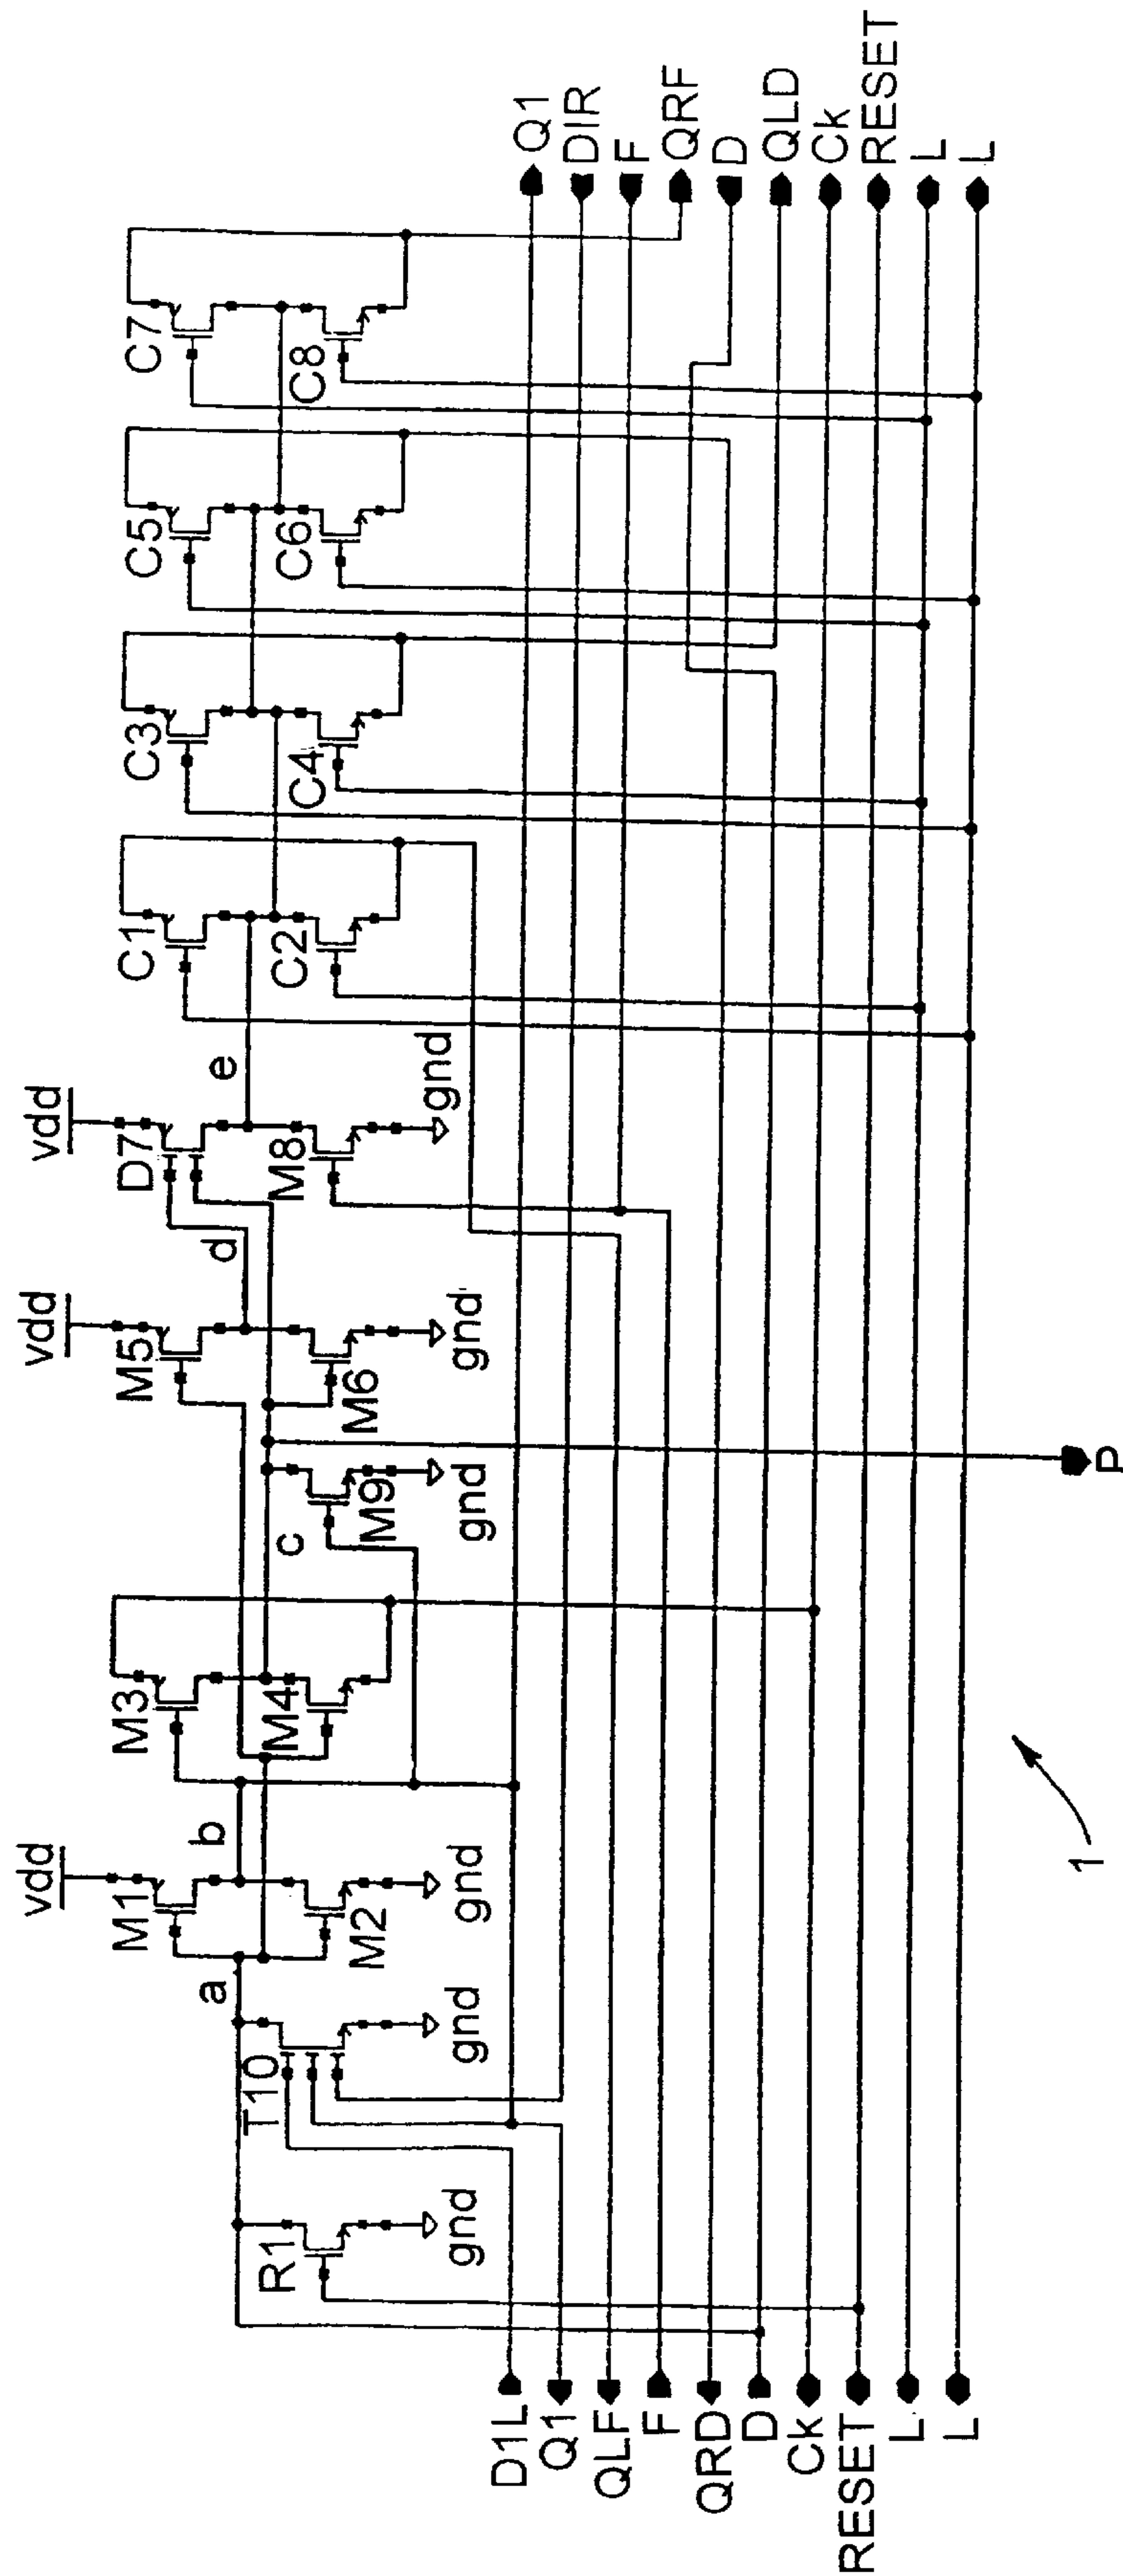 vdd
vdd
vdd
R1
T10
a
M1
M2
b
M3
M4
c
M9
M5
M6
d
D7
M8
e
C1
C2
C3
C4
C5
C6
C7
C8
gnd
gnd
gnd
gnd
gnd
gnd
D1L
Q1
QLF
F
QRD
D
Ck
RESET
L
L
Q1
DIR
F
QRF
D
QLD
Ck
RESET
L
L
P
1